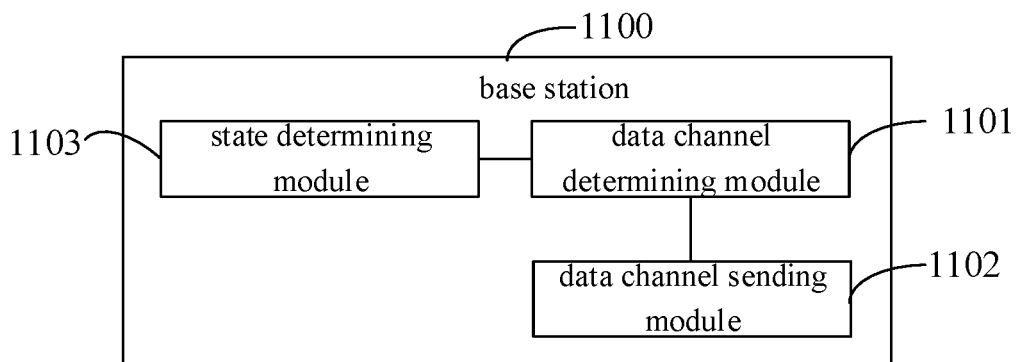 1100
base station
1103
state determining
module
data channel
determining module
1101
data channel sending
module
1102